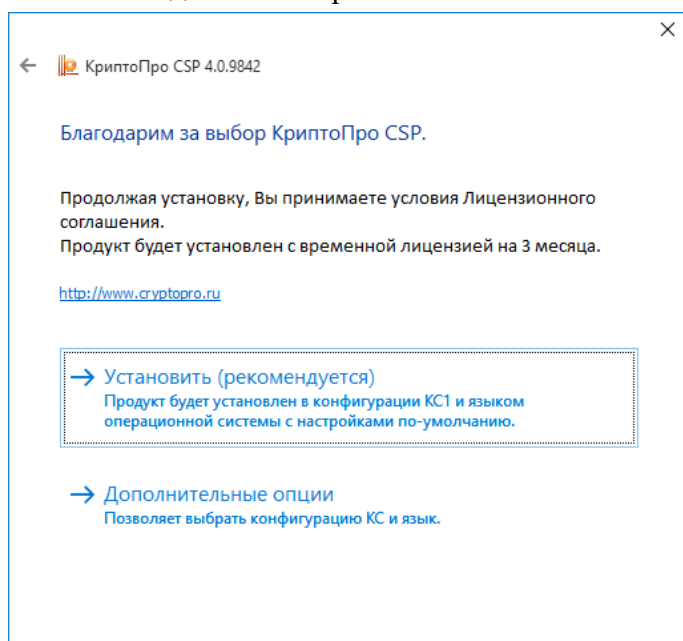 КриптоПро CSP 4.0.9842
Благодарим за выбор КриптоПро CSP.
Продолжая установку, Вы принимаете условия Лицензионного
соглашения.
Продукт будет установлен с временной лицензией на 3 месяца.
http://www.cryptopro.ru
Установить (рекомендуется)
Продукт будет установлен в конфигурации КС1 и языком
операционной системы с настройками по-умолчанию.
Дополнительные опции
Позволяет выбрать конфигурацию КС и язык.